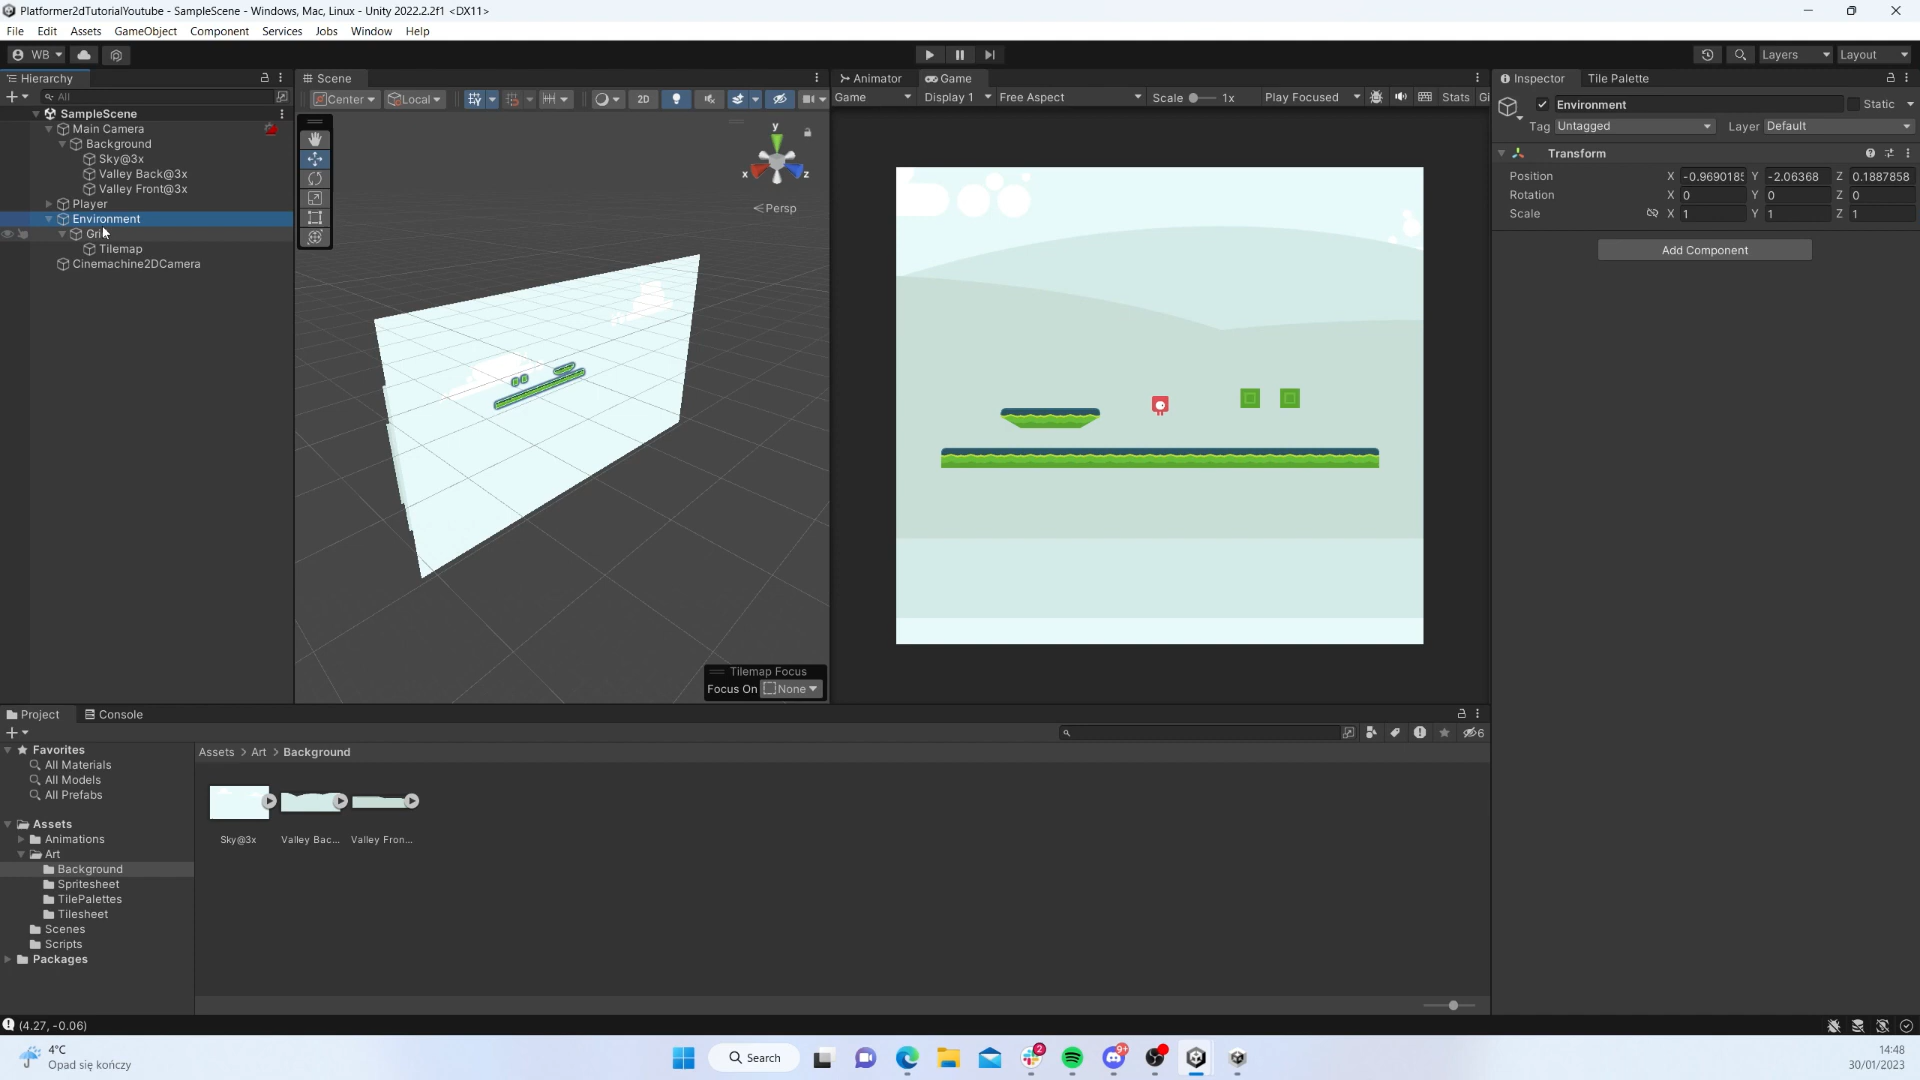 Platformer2dTutorialYoutube - SampleScene - Windows, Mac, Linux - Unity 2022.2.2f1 <DX11>
File Edit Assets GameObject Component Services Jobs Window Help
WB Layers Layout
Hierarchy Scene Animator Game Inspector Tile Palette
All Center Local 2D Game Display 1 Free Aspect Scale 1x Play Focused Stats Gi
Environment Static
SampleScene
Tag Untagged Layer Default
Main Camera
Background
Sky@3x
Valley Back@3x
Valley Front@3x
Player
Environment
Gri
Tilemap
Cinemachine2DCamera
y
x z
Persp
Transform
Position X -0.9690185 Y -2.06368 Z 0.1887858
Rotation X 0 Y 0 Z 0
Scale X 1 Y 1 Z 1
Add Component
Tilemap Focus
Focus On None
Project Console
6
Favorites
All Materials
All Models
All Prefabs
Assets
Animations
Art
Background
Spritesheet
TilePalettes
Tilesheet
Scenes
Scripts
Packages
Assets > Art > Background
Sky@3x Valley Bac... Valley Fron...
(4.27, -0.06)
4°C
Opad się kończy
Search
2
9+
14:48
30/01/2023